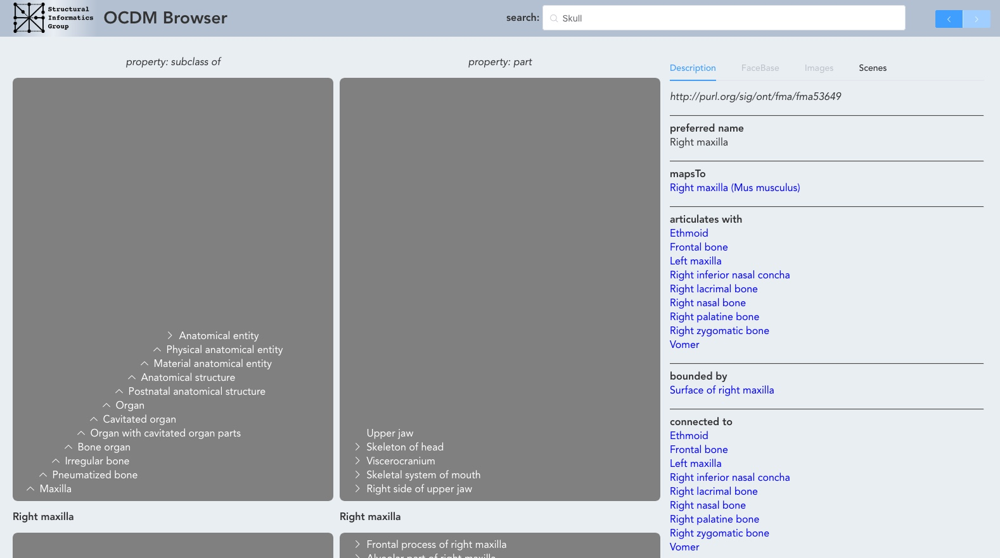 Structural
Informatics
Group
OCDM Browser
search:
Skull
property: subclass of
Anatomical entity
Physical anatomical entity
Material anatomical entity
Anatomical structure
Postnatal anatomical structure
Organ
Cavitated organ
Organ with cavitated organ parts
Bone organ
Irregular bone
Pneumatized bone
Maxilla
Right maxilla
property: part
Upper jaw
Skeleton of head
Viscerocranium
Skeletal system of mouth
Right side of upper jaw
Right maxilla
Frontal process of right maxilla
Alveolar part of right maxilla
Description FaceBase Images Scenes
http://purl.org/sig/ont/fma/fma53649
preferred name
Right maxilla
mapsTo
Right maxilla (Mus musculus)
articulates with
Ethmoid
Frontal bone
Left maxilla
Right inferior nasal concha
Right lacrimal bone
Right nasal bone
Right palatine bone
Right zygomatic bone
Vomer
bounded by
Surface of right maxilla
connected to
Ethmoid
Frontal bone
Left maxilla
Right inferior nasal concha
Right lacrimal bone
Right nasal bone
Right palatine bone
Right zygomatic bone
Vomer